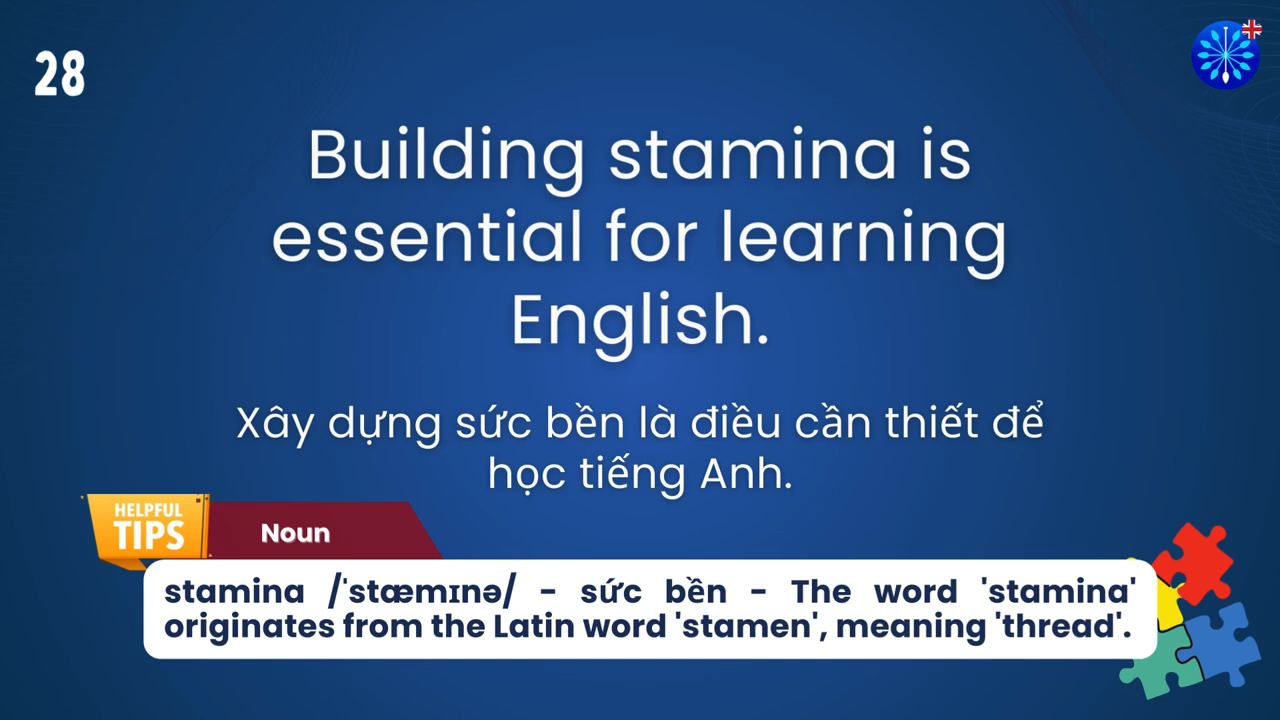 28
Building stamina is
essential for learning
English.
Xây dựng sức bền là điều cần thiết để
học tiếng Anh.
HELPFUL
TIPS
Noun
stamina /ˈstæmɪnə/ - sức bền - The word 'stamina'
originates from the Latin word 'stamen', meaning 'thread'.